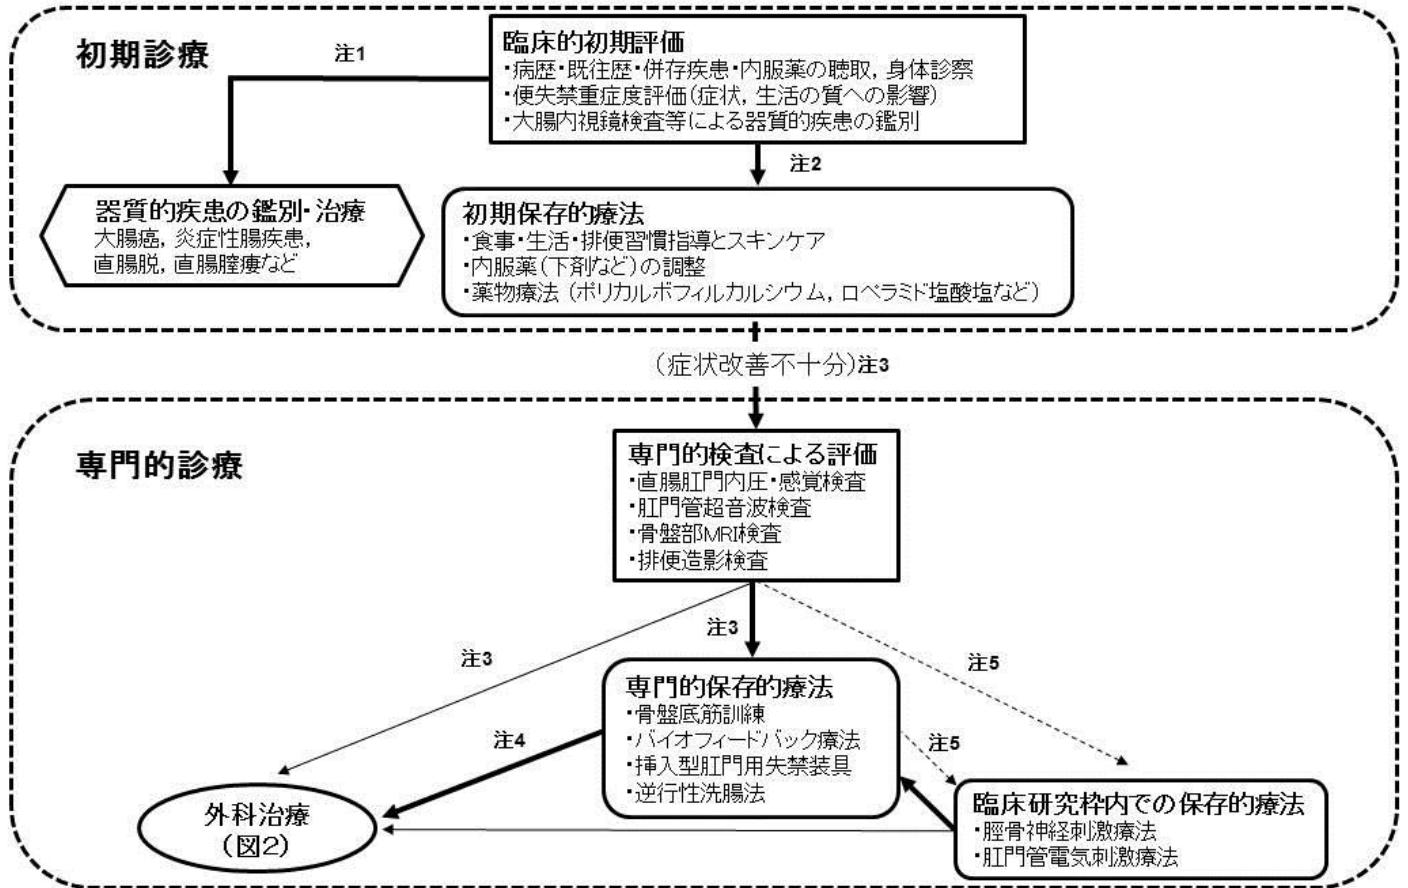 初期診療
注1
臨床的初期評価
・病歴・既往歴・併存疾患・内服薬の聴取, 身体診察
・便失禁重症度評価(症状, 生活の質への影響)
・大腸内視鏡検査等による器質的疾患の鑑別
注2
器質的疾患の鑑別・治療
大腸癌, 炎症性腸疾患,
直腸脱, 直腸膣瘻など
初期保存的療法
・食事・生活・排便習慣指導とスキンケア
・内服薬(下剤など)の調整
・薬物療法 (ポリカルボフィルカルシウム, ロペラミド塩酸塩など)
(症状改善不十分)注3
専門的診療
専門的検査による評価
・直腸肛門内圧・感覚検査
・肛門管超音波検査
・骨盤部MRI検査
・排便造影検査
注3
注3
注5
専門的保存的療法
・骨盤底筋訓練
・バイオフィードバック療法
・挿入型肛門用失禁装具
・逆行性洗腸法
注4
注5
外科治療
(図2)
臨床研究枠内での保存的療法
・脛骨神経刺激療法
・肛門管電気刺激療法